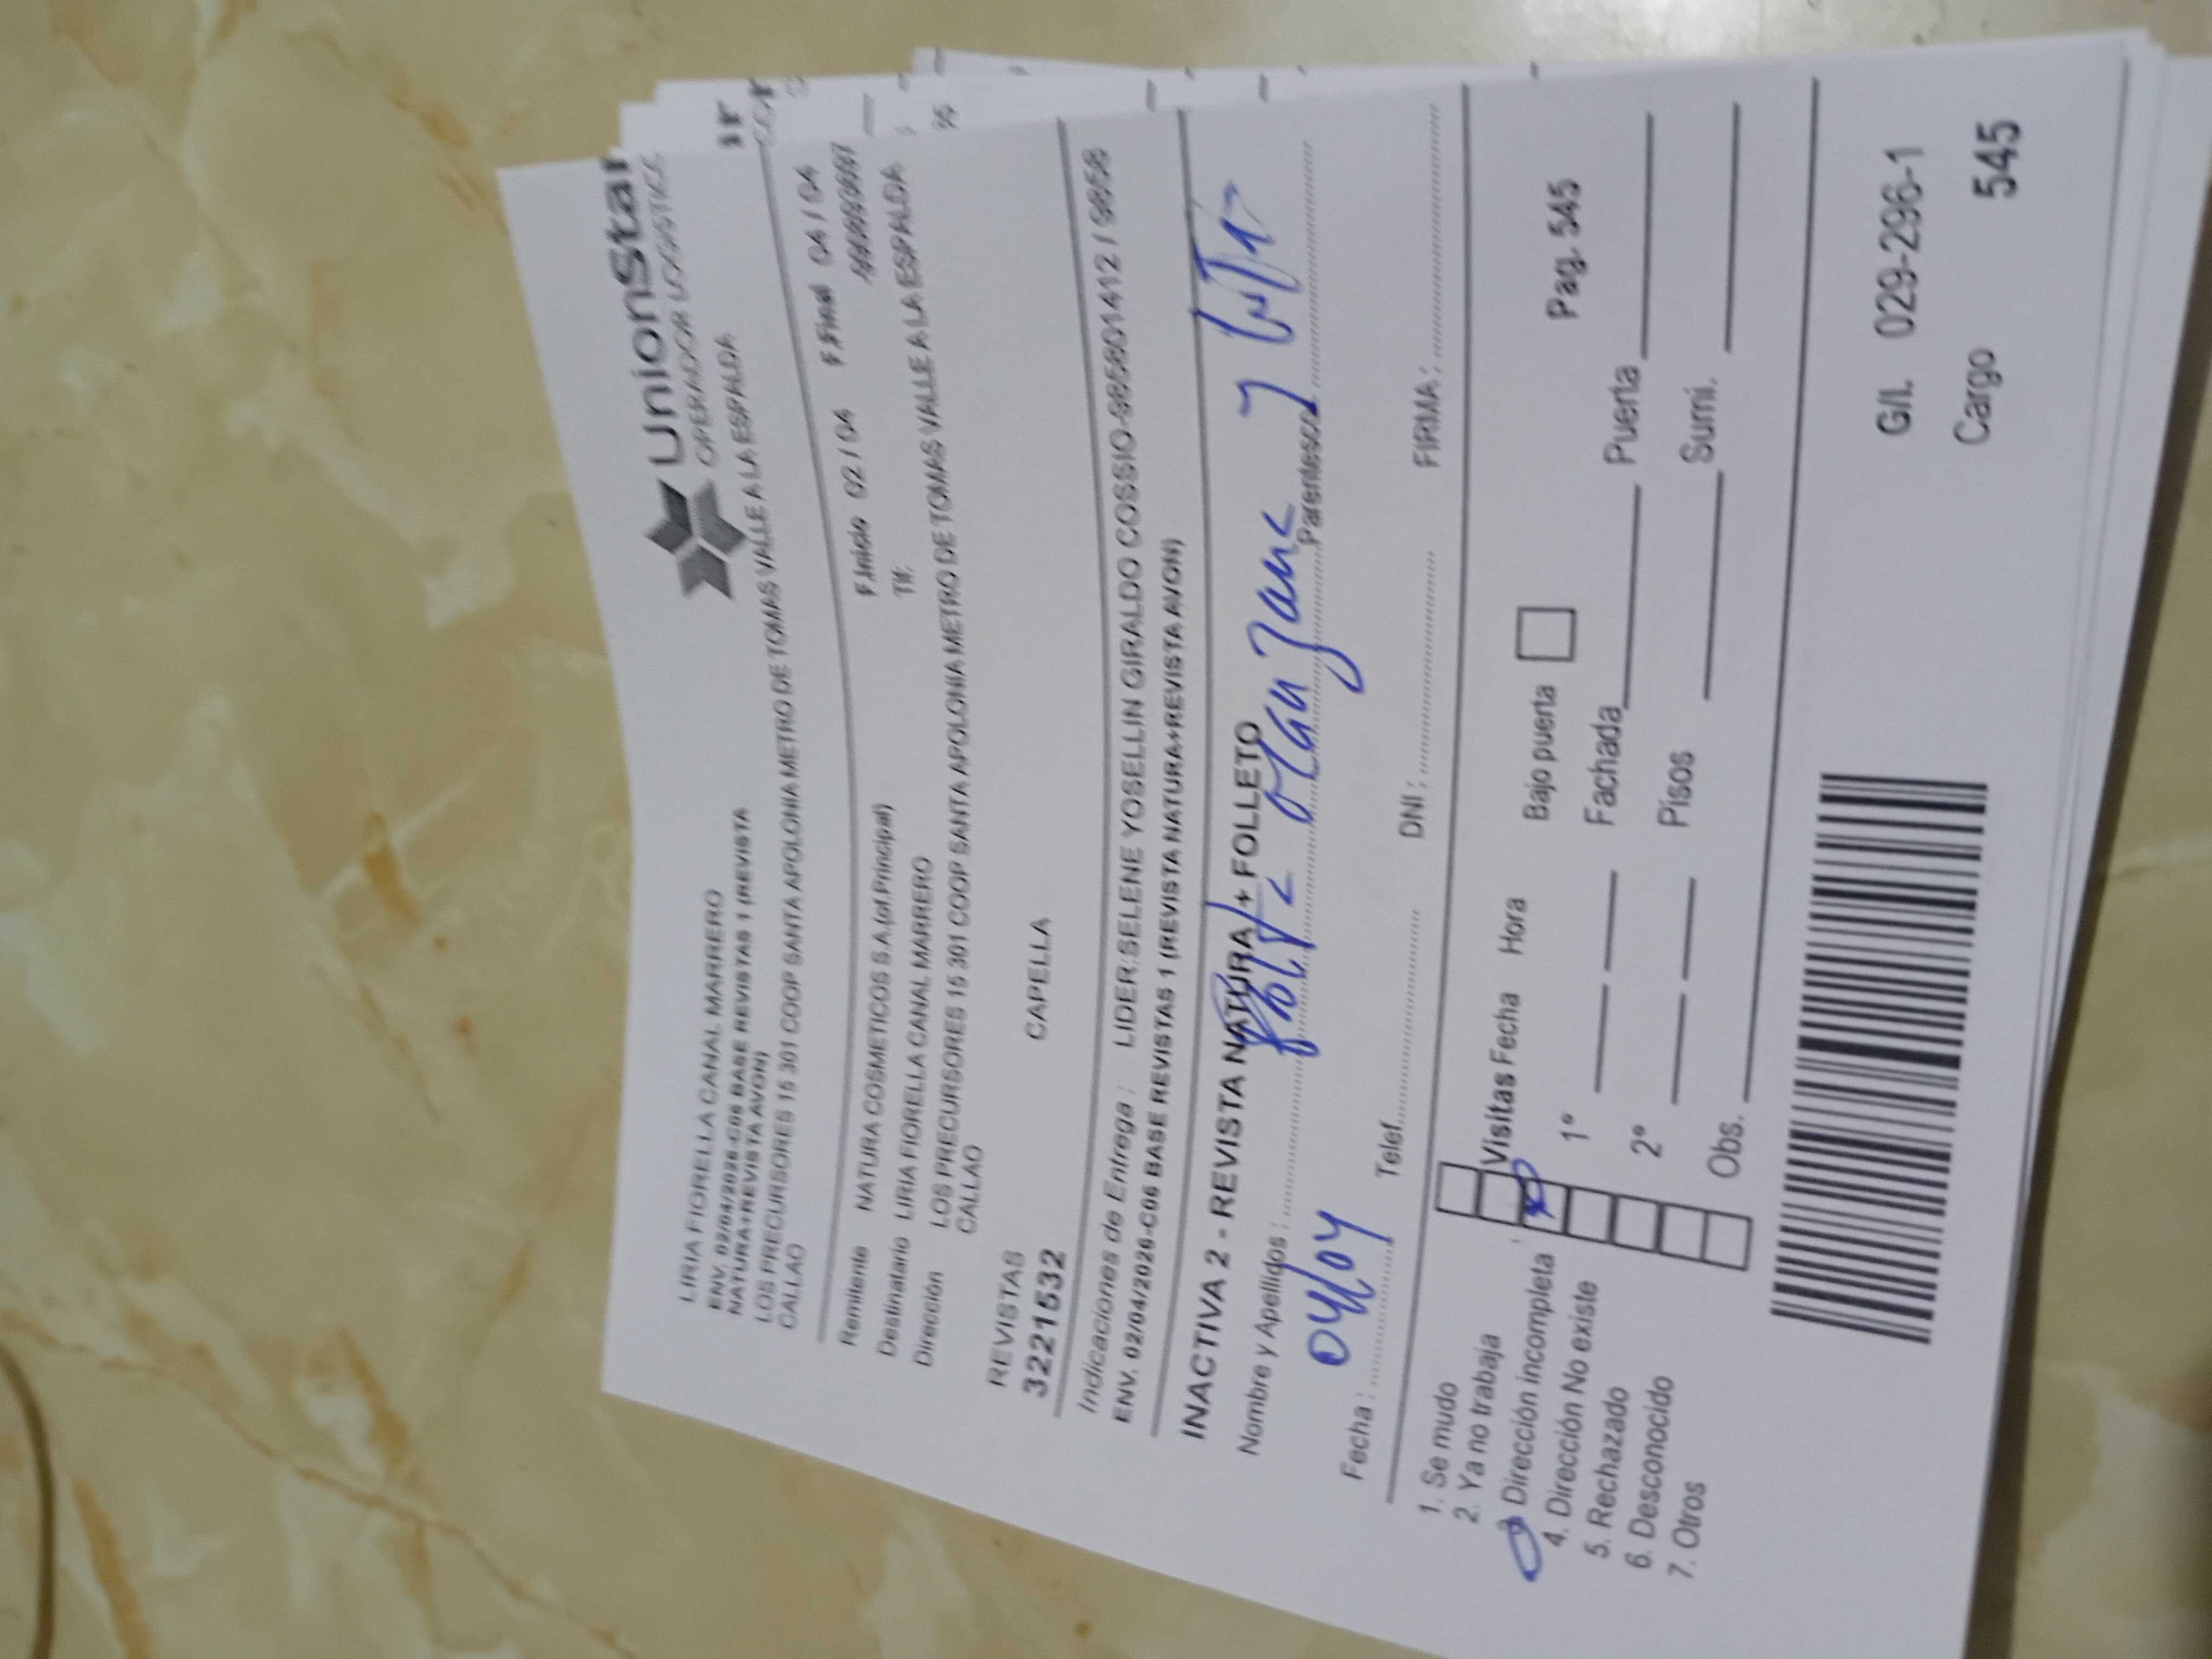 UnionStar
OPERADOR LOGISTICO
LIRIA FIORELLA CANAL MARRERO
ENV. 02/04/2026-C06 BASE REVISTAS 1 (REVISTA
NATURA+REVISTA AVON)
LOS PRECURSORES 15 301 COOP SANTA APOLONIA METRO DE TOMAS VALLE A LA ESPALDA
CALLAO
Remitente NATURA COSMETICOS S.A.(of.Principal) F.Inicio 02/04 F.Final 04/04
Destinatario LIRIA FIORELLA CANAL MARRERO Tlf:
Dirección LOS PRECURSORES 15 301 COOP SANTA APOLONIA METRO DE TOMAS VALLE A LA ESPALDA
CALLAO
REVISTAS CAPELLA
32215532
Indicaciones de Entrega : LIDER:SELENE YOSELLIN GIRALDO COSSIO-985801412 / 9858
ENV. 02/04/2026-C06 BASE REVISTAS 1 (REVISTA NATURA+REVISTA AVON)
INACTIVA 2 - REVISTA NATURA + FOLLETO
Nombre y Apellidos : Falta Manzana y Lote
Parentesco
Fecha : 04/04 Telef. DNI : FIRMA :
1. Se mudo
2. Ya no trabaja
3 Dirección incompleta
4. Dirección No existe
5. Rechazado
6. Desconocido
7. Otros
Visitas Fecha Hora Bajo puerta Pag. 545
1° Fachada Puerta
2° Pisos Sumi.
Obs.
G/I. 029-296-1
Cargo 545